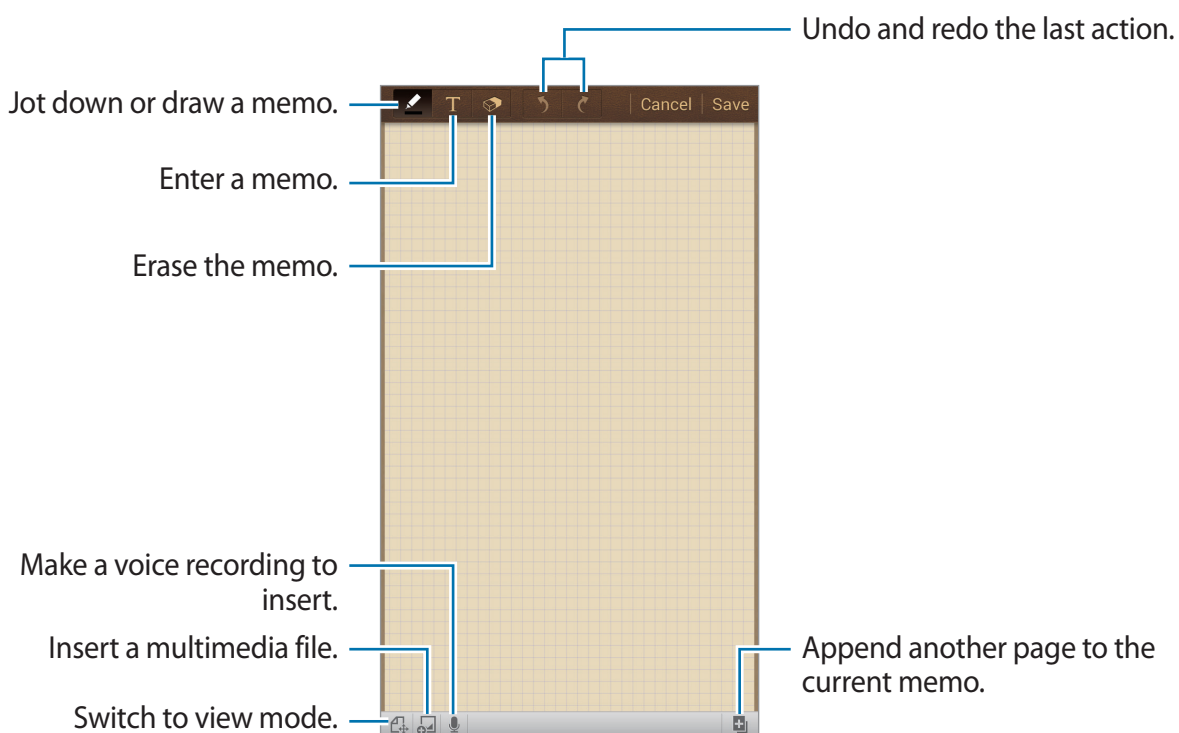 Undo and redo the last action.
Jot down or draw a memo.
T
Cancel
Save
Enter a memo.
Erase the memo.
Make a voice recording to
insert.
Insert a multimedia file.
Append another page to the
current memo.
Switch to view mode.